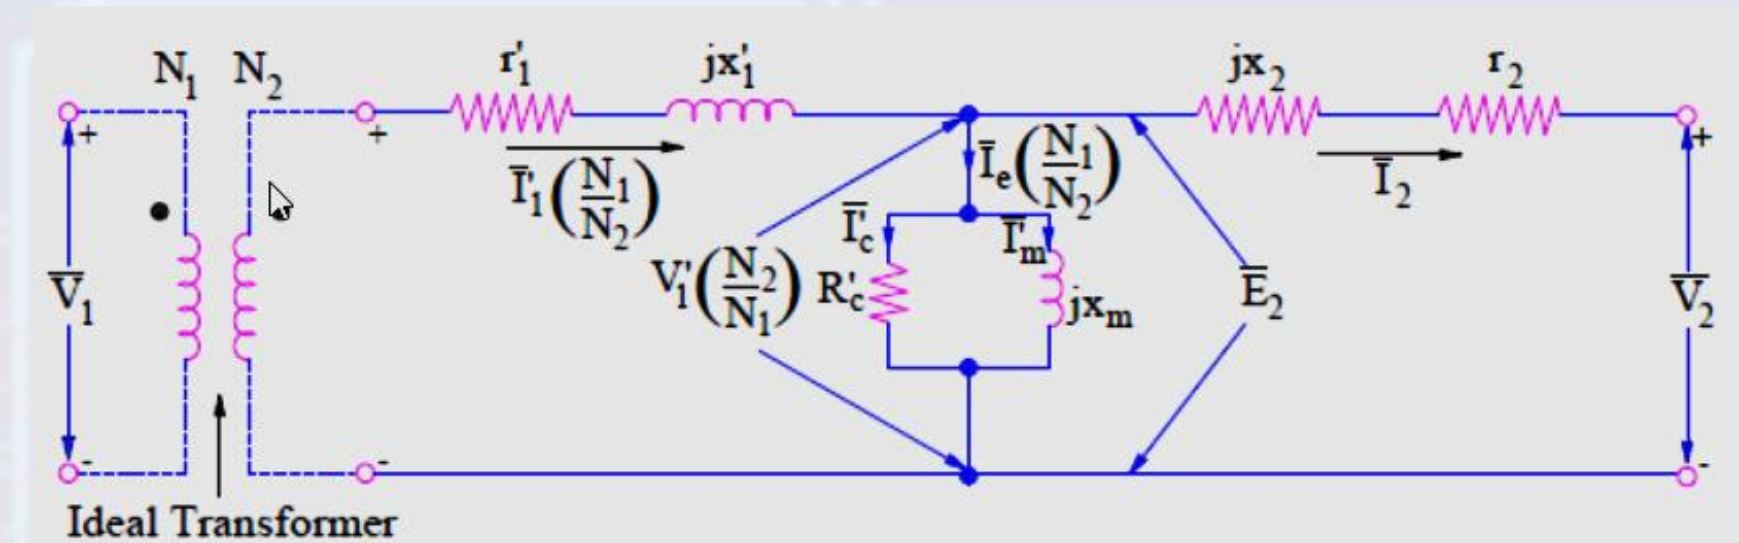 N₁ N₂ r'₁ jx'₁ jx₂ r₂
+ + +
Ī'₁(N₁/N₂) Īₑ(N₁/N₂) Ī₂
Ī'c Ī'm
V̄₁ V'₁(N₂/N₁) R'c jxₘ Ē₂ V̄₂
- - -
Ideal Transformer